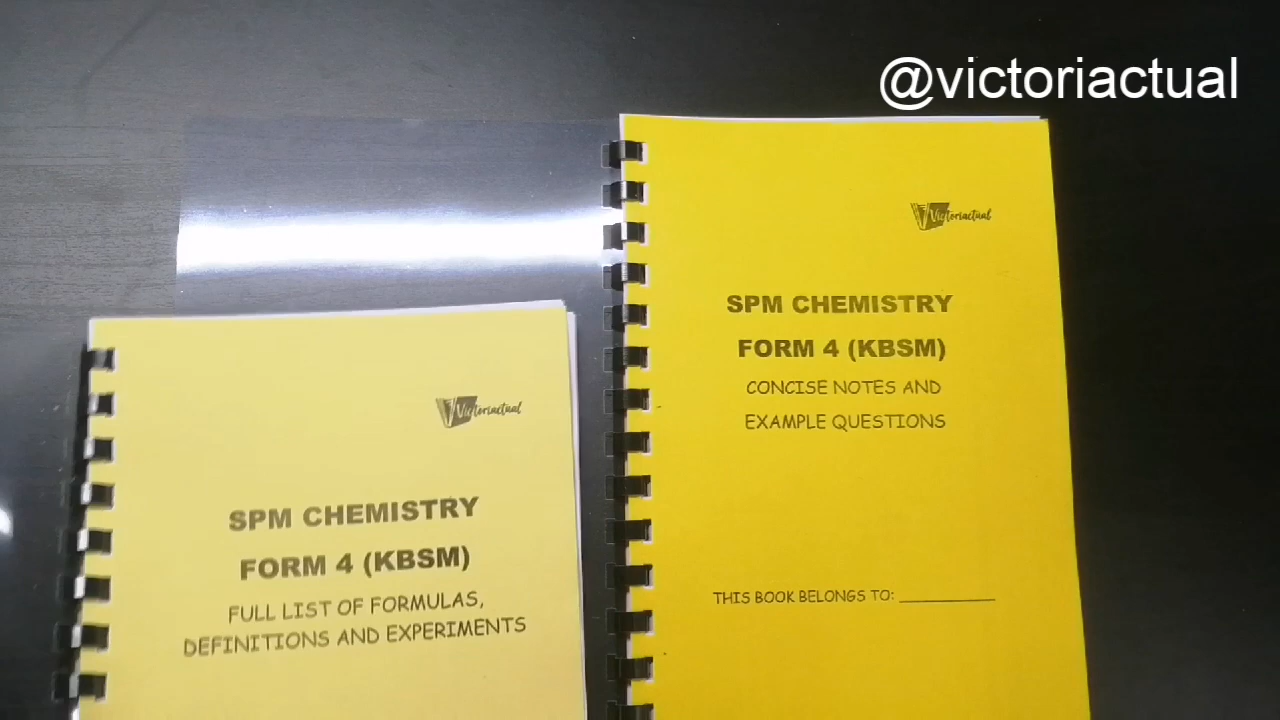 @victoriactual
Victoriactual
SPM CHEMISTRY
FORM 4 (KBSM)
CONCISE NOTES AND
EXAMPLE QUESTIONS
THIS BOOK BELONGS TO: ___________
Victoriactual
SPM CHEMISTRY
FORM 4 (KBSM)
FULL LIST OF FORMULAS,
DEFINITIONS AND EXPERIMENTS